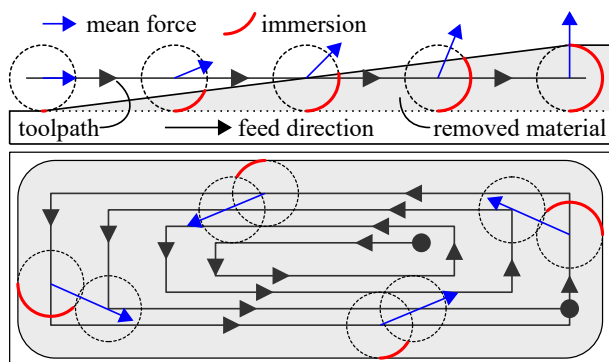 mean force immersion
toolpath feed direction removed material